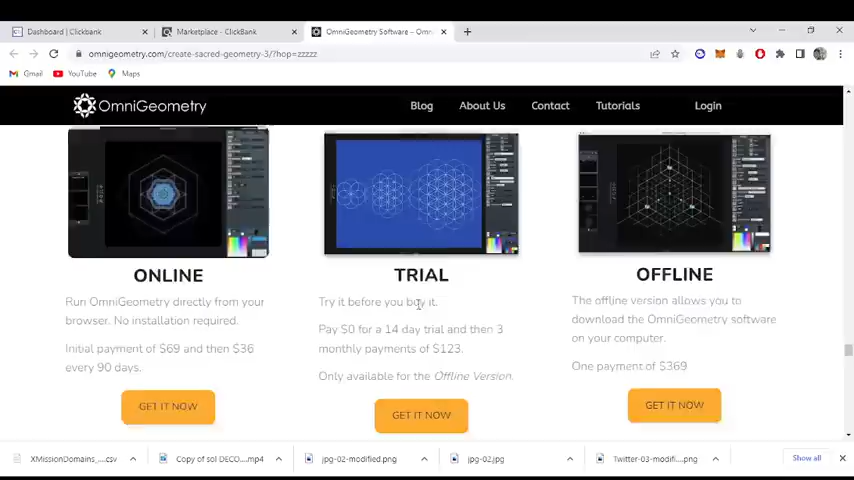 Dashboard | Clickbank
Marketplace - ClickBank
OmniGeometry Software – Omni
omnigeometry.com/create-sacred-geometry-3/?hop=zzzzz
Gmail
YouTube
Maps
OmniGeometry
Blog
About Us
Contact
Tutorials
Login
ONLINE
Run OmniGeometry directly from your
browser. No installation required.
Initial payment of $69 and then $36
every 90 days.
GET IT NOW
TRIAL
Try it before you buy it.
Pay $0 for a 14 day trial and then 3
monthly payments of $123.
Only available for the Offline Version.
GET IT NOW
OFFLINE
The offline version allows you to
download the OmniGeometry software
on your computer.
One payment of $369
GET IT NOW
XMissionDomains_....csv
Copy of sol DECO....mp4
jpg-02-modified.png
jpg-02.jpg
Twitter-03-modifi....png
Show all